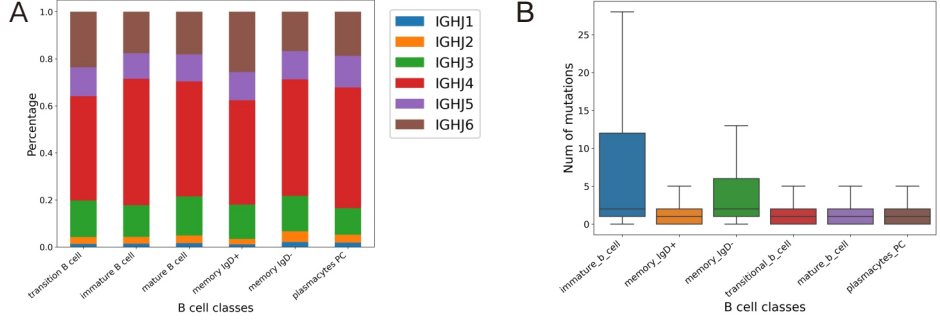 A
1.0
0.8
0.6
0.4
0.2
0.0
Percentage
transition B cell
immature B cell
mature B cell
memory IgD+
memory IgD-
plasmacytes PC
B cell classes
IGHJ1
IGHJ2
IGHJ3
IGHJ4
IGHJ5
IGHJ6
B
25
20
15
10
5
0
Num of mutations
immature_b_cell
memory_IgD+
memory_IgD-
transitional_b_cell
mature_b_cell
plasmacytes_PC
B cell classes